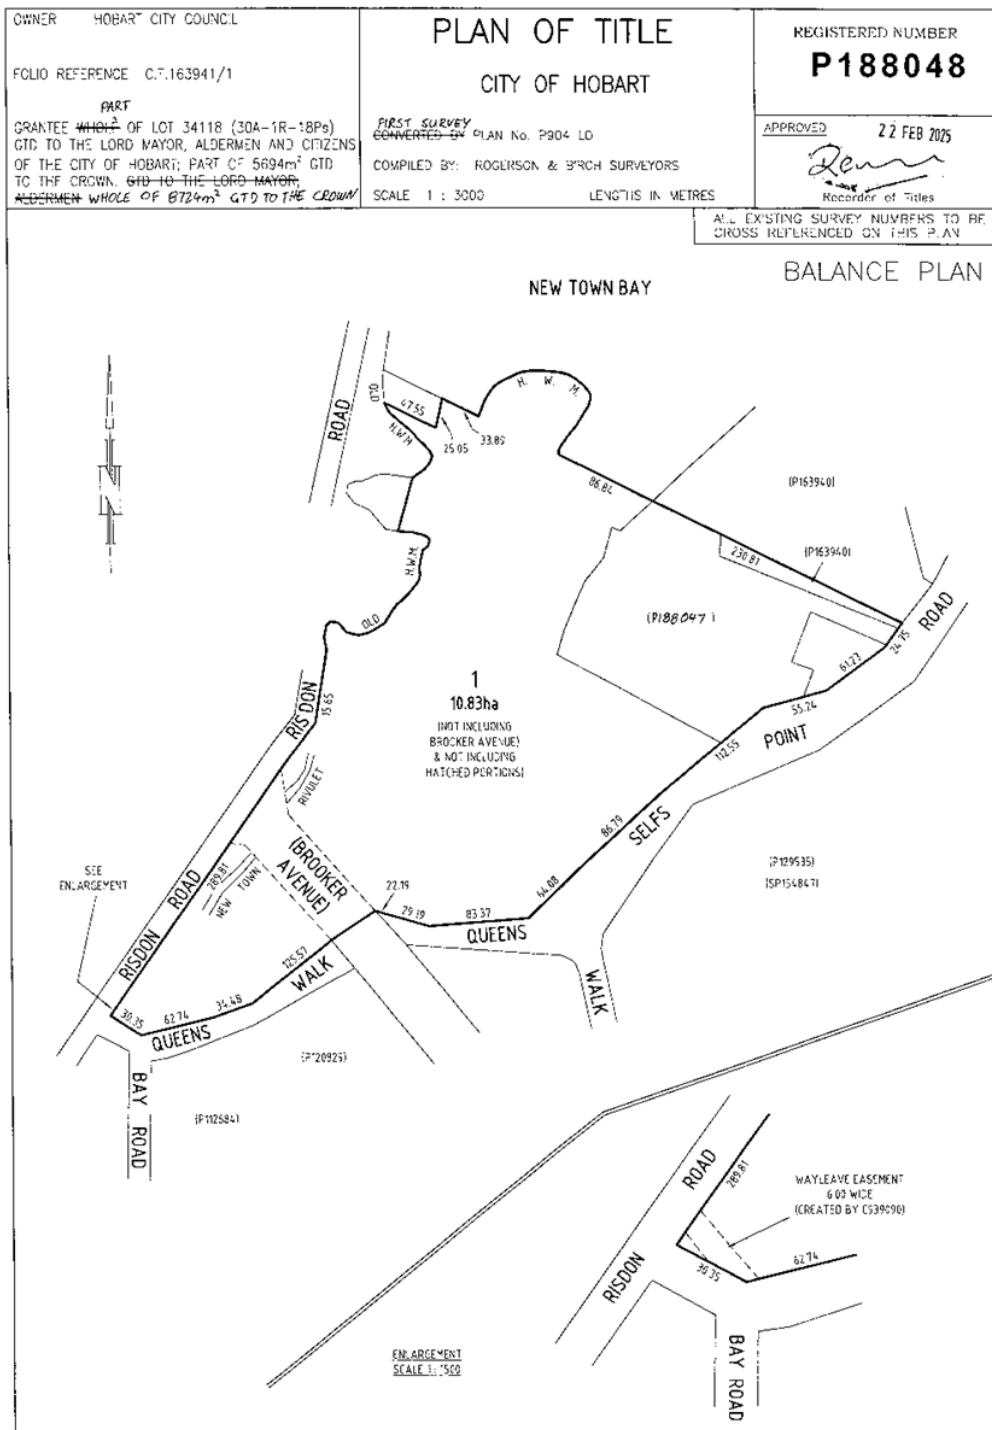 OWNER HOBART CITY COUNCIL
FOLIO REFERENCE C.T.163941/1
PART
GRANTEE WHOLE OF LOT 34118 (30A-1R-18Ps)
GTD TO THE LORD MAYOR, ALDERMEN AND CITIZENS
OF THE CITY OF HOBART; PART OF 5694m² GTD
TO THE CROWN. GTD TO THE LORD MAYOR,
ALDERMEN WHOLE OF 8724m² GTD TO THE CROWN
PLAN OF TITLE
CITY OF HOBART
FIRST SURVEY
CONVERTED BY PLAN No. P904 LO
COMPILED BY: ROGERSON & BIRCH SURVEYORS
SCALE 1 : 3000 LENGTHS IN METRES
REGISTERED NUMBER
P188048
APPROVED 22 FEB 2025
Recorder of Titles
ALL EXISTING SURVEY NUMBERS TO BE
CROSS REFERENCED ON THIS PLAN
BALANCE PLAN
NEW TOWN BAY
N
ROAD
OLD
H.W.M.
47.55
25.05
33.89
H. W. M.
86.84
(P163940)
230.81
(P163940)
H.W.M.
OLD
(P188047)
ROAD
24.75
61.23
55.24
POINT
112.55
SELFS
86.79
44.08
1
10.83ha
(NOT INCLUDING
BROOKER AVENUE)
& NOT INCLUDING
HATCHED PORTIONS)
RISDON
15.65
RIVULET
(BROOKER
AVENUE)
SEE
ENLARGEMENT
RISDON ROAD
289.81
NEW TOWN
22.19
29.19
83.37
QUEENS
WALK
125.57
WALK
34.48
62.74
30.35
QUEENS
BAY ROAD
(P120925)
(P112584)
(P129535)
(SP154847)
ROAD
289.81
RISDON
30.35
62.74
WAYLEAVE EASEMENT
6.00 WIDE
(CREATED BY C939090)
BAY ROAD
ENLARGEMENT
SCALE 1:1500